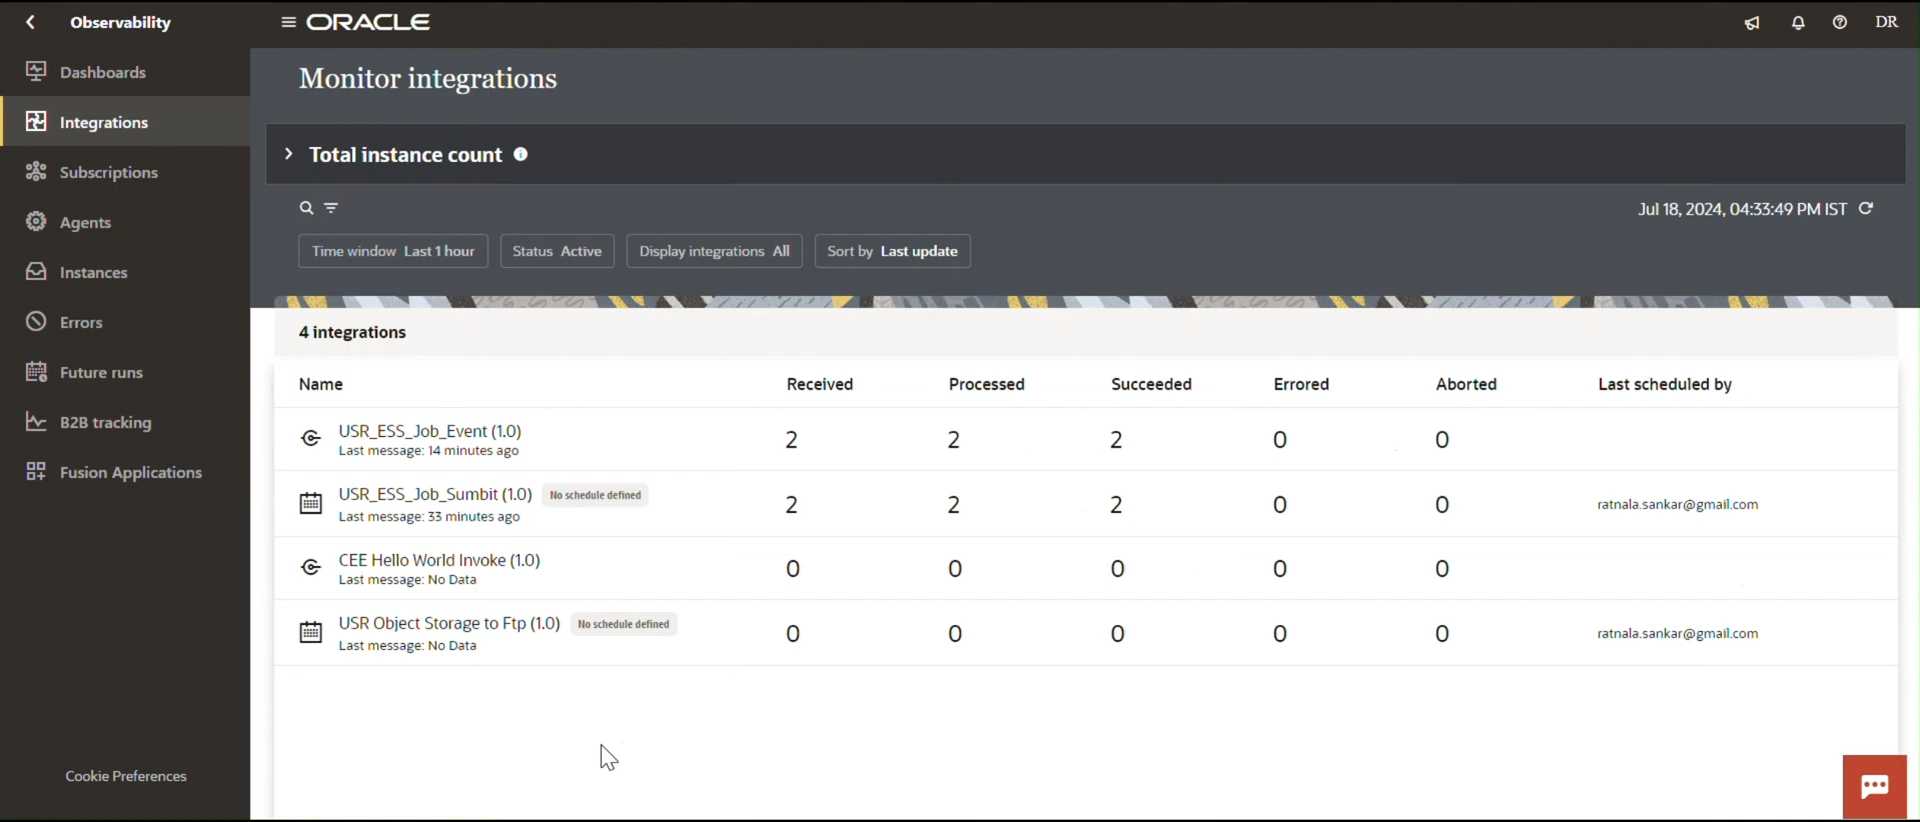 Observability
ORACLE
DR
Dashboards
Integrations
Subscriptions
Agents
Instances
Errors
Future runs
B2B tracking
Fusion Applications
Cookie Preferences
Monitor integrations
Total instance count
Jul 18, 2024, 04:33:49 PM IST
Time window Last 1 hour Status Active Display integrations All Sort by Last update
4 integrations
Name Received Processed Succeeded Errored Aborted Last scheduled by
USR_ESS_Job_Event (1.0) 2 2 2 0 0
Last message: 14 minutes ago
USR_ESS_Job_Sumbit (1.0) No schedule defined 2 2 2 0 0 ratnala.sankar@gmail.com
Last message: 33 minutes ago
CEE Hello World Invoke (1.0) 0 0 0 0 0
Last message: No Data
USR Object Storage to Ftp (1.0) No schedule defined 0 0 0 0 0 ratnala.sankar@gmail.com
Last message: No Data